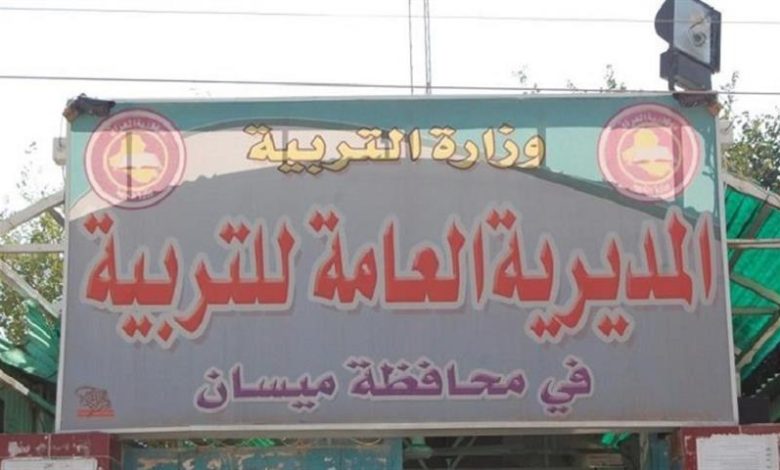 وزارة التربية
المديرية العامة للتربية
في محافظة ميسان